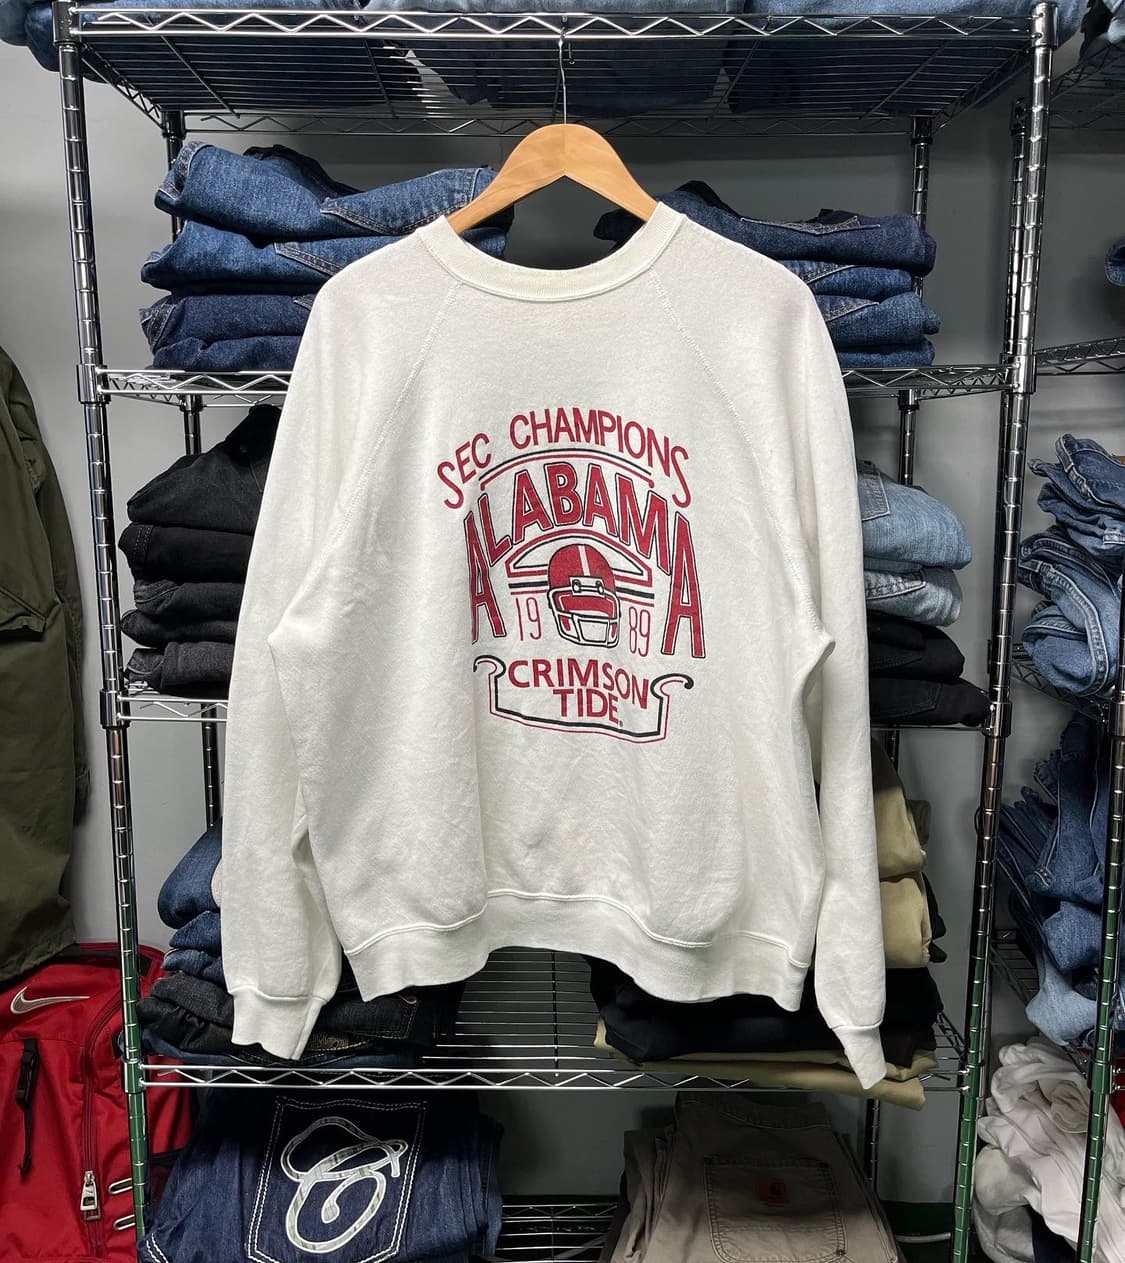 SEC CHAMPIONS
ALABAMA
19 89
CRIMSON
TIDE.